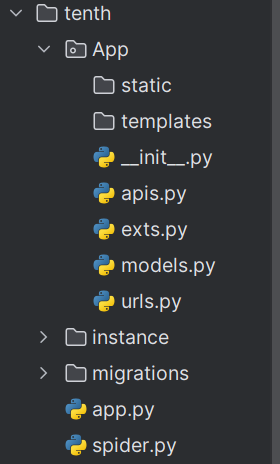 tenth
App
static
templates
__init__.py
apis.py
exts.py
models.py
urls.py
instance
migrations
app.py
spider.py